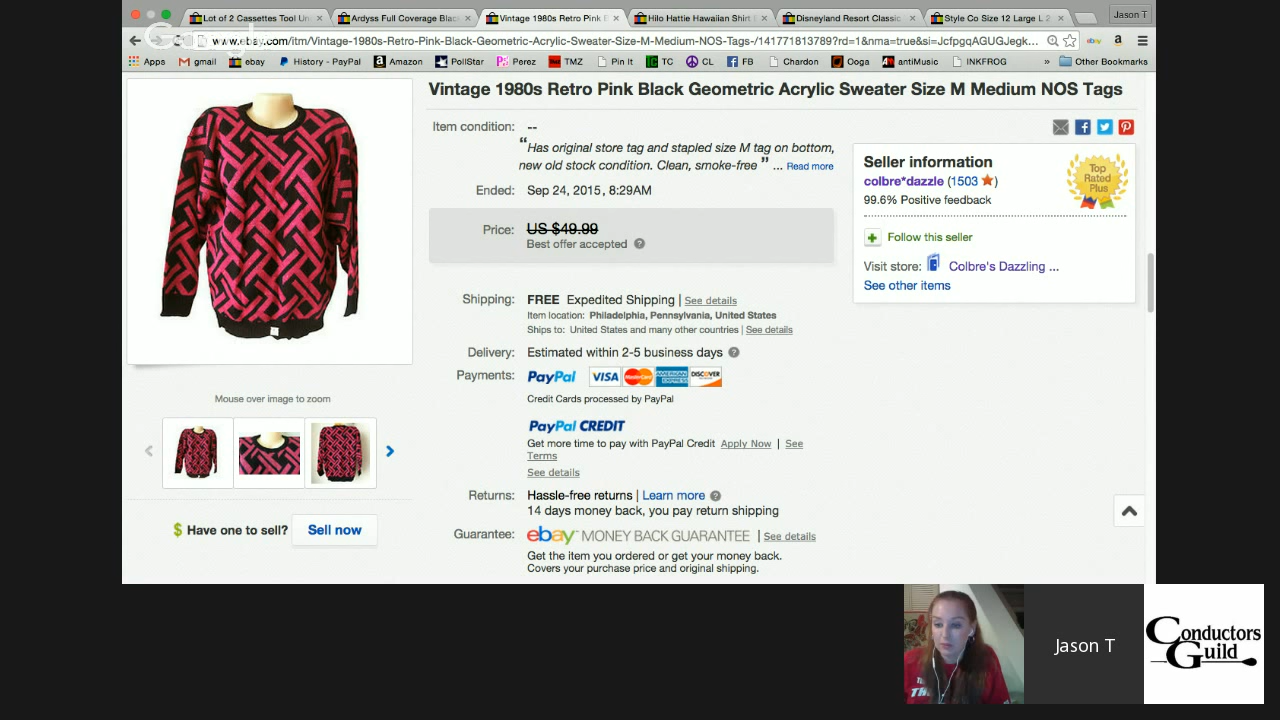 Lot of 2 Cassettes Tool Un
Ardyss Full Coverage Black
Vintage 1980s Retro Pink B
Hilo Hattie Hawaiian Shirt
Disneyland Resort Classic
Style Co Size 12 Large L 2
Jason T
www.ebay.com/itm/Vintage-1980s-Retro-Pink-Black-Geometric-Acrylic-Sweater-Size-M-Medium-NOS-Tags-/141771813789?rd=1&nma=true&si=JcfpgqAGUGJegk...
Apps gmail ebay History - PayPal Amazon PollStar Perez TMZ Pin It TC CL FB Chardon Ooga antiMusic INKFROG » Other Bookmarks
Vintage 1980s Retro Pink Black Geometric Acrylic Sweater Size M Medium NOS Tags
Item condition: --
“Has original store tag and stapled size M tag on bottom,
new old stock condition. Clean, smoke-free ” ... Read more
Ended: Sep 24, 2015, 8:29AM
Price: US $49.99
Best offer accepted
Shipping: FREE Expedited Shipping | See details
Item location: Philadelphia, Pennsylvania, United States
Ships to: United States and many other countries | See details
Delivery: Estimated within 2-5 business days
Payments: PayPal VISA MasterCard AMERICAN EXPRESS DISCOVER
Credit Cards processed by PayPal
PayPal CREDIT
Get more time to pay with PayPal Credit Apply Now | See
Terms
See details
Returns: Hassle-free returns | Learn more
14 days money back, you pay return shipping
Guarantee: ebay MONEY BACK GUARANTEE | See details
Get the item you ordered or get your money back.
Covers your purchase price and original shipping.
Seller information
colbre*dazzle (1503)
99.6% Positive feedback
Top
Rated
Plus
Follow this seller
Visit store: Colbre's Dazzling ...
See other items
Mouse over image to zoom
$ Have one to sell? Sell now
Jason T
Conductors
Guild